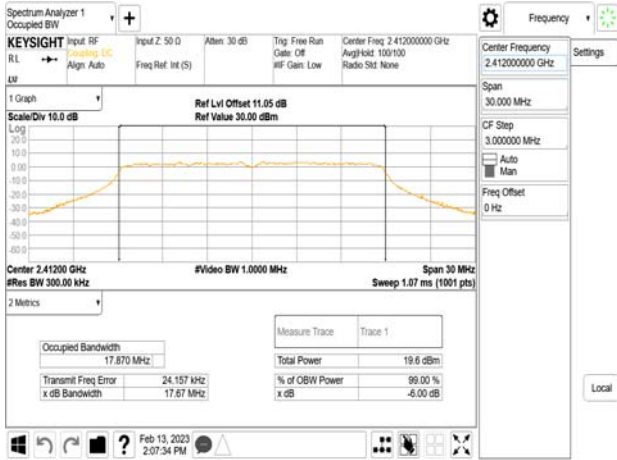 Spectrum Analyzer 1
Occupied BW
Frequency
KEYSIGHT Input: RF
Coupling: DC
Align: Auto
RL
Input Z: 50 Ω
Freq Ref: Int (S)
Atten: 30 dB
Trig: Free Run
Gate: Off
#IF Gain: Low
Center Freq: 2.412000000 GHz
Avg|Hold: 100/100
Radio Std: None
Center Frequency
2.412000000 GHz
Settings
Span
30.000 MHz
CF Step
3.000000 MHz
Auto
Man
Freq Offset
0 Hz
Local
1 Graph
Scale/Div 10.0 dB
Ref Lvl Offset 11.05 dB
Ref Value 30.00 dBm
Log
20.0
10.0
0.00
-10.0
-20.0
-30.0
-40.0
-50.0
-60.0
Center 2.41200 GHz
#Res BW 300.00 kHz
#Video BW 1.0000 MHz
Span 30 MHz
Sweep 1.07 ms (1001 pts)
2 Metrics
Measure Trace Trace 1
Occupied Bandwidth
17.870 MHz
Total Power 19.6 dBm
Transmit Freq Error 24.157 kHz
% of OBW Power 99.00 %
x dB Bandwidth 17.67 MHz
x dB -6.00 dB
?
Feb 13, 2023
2:07:34 PM